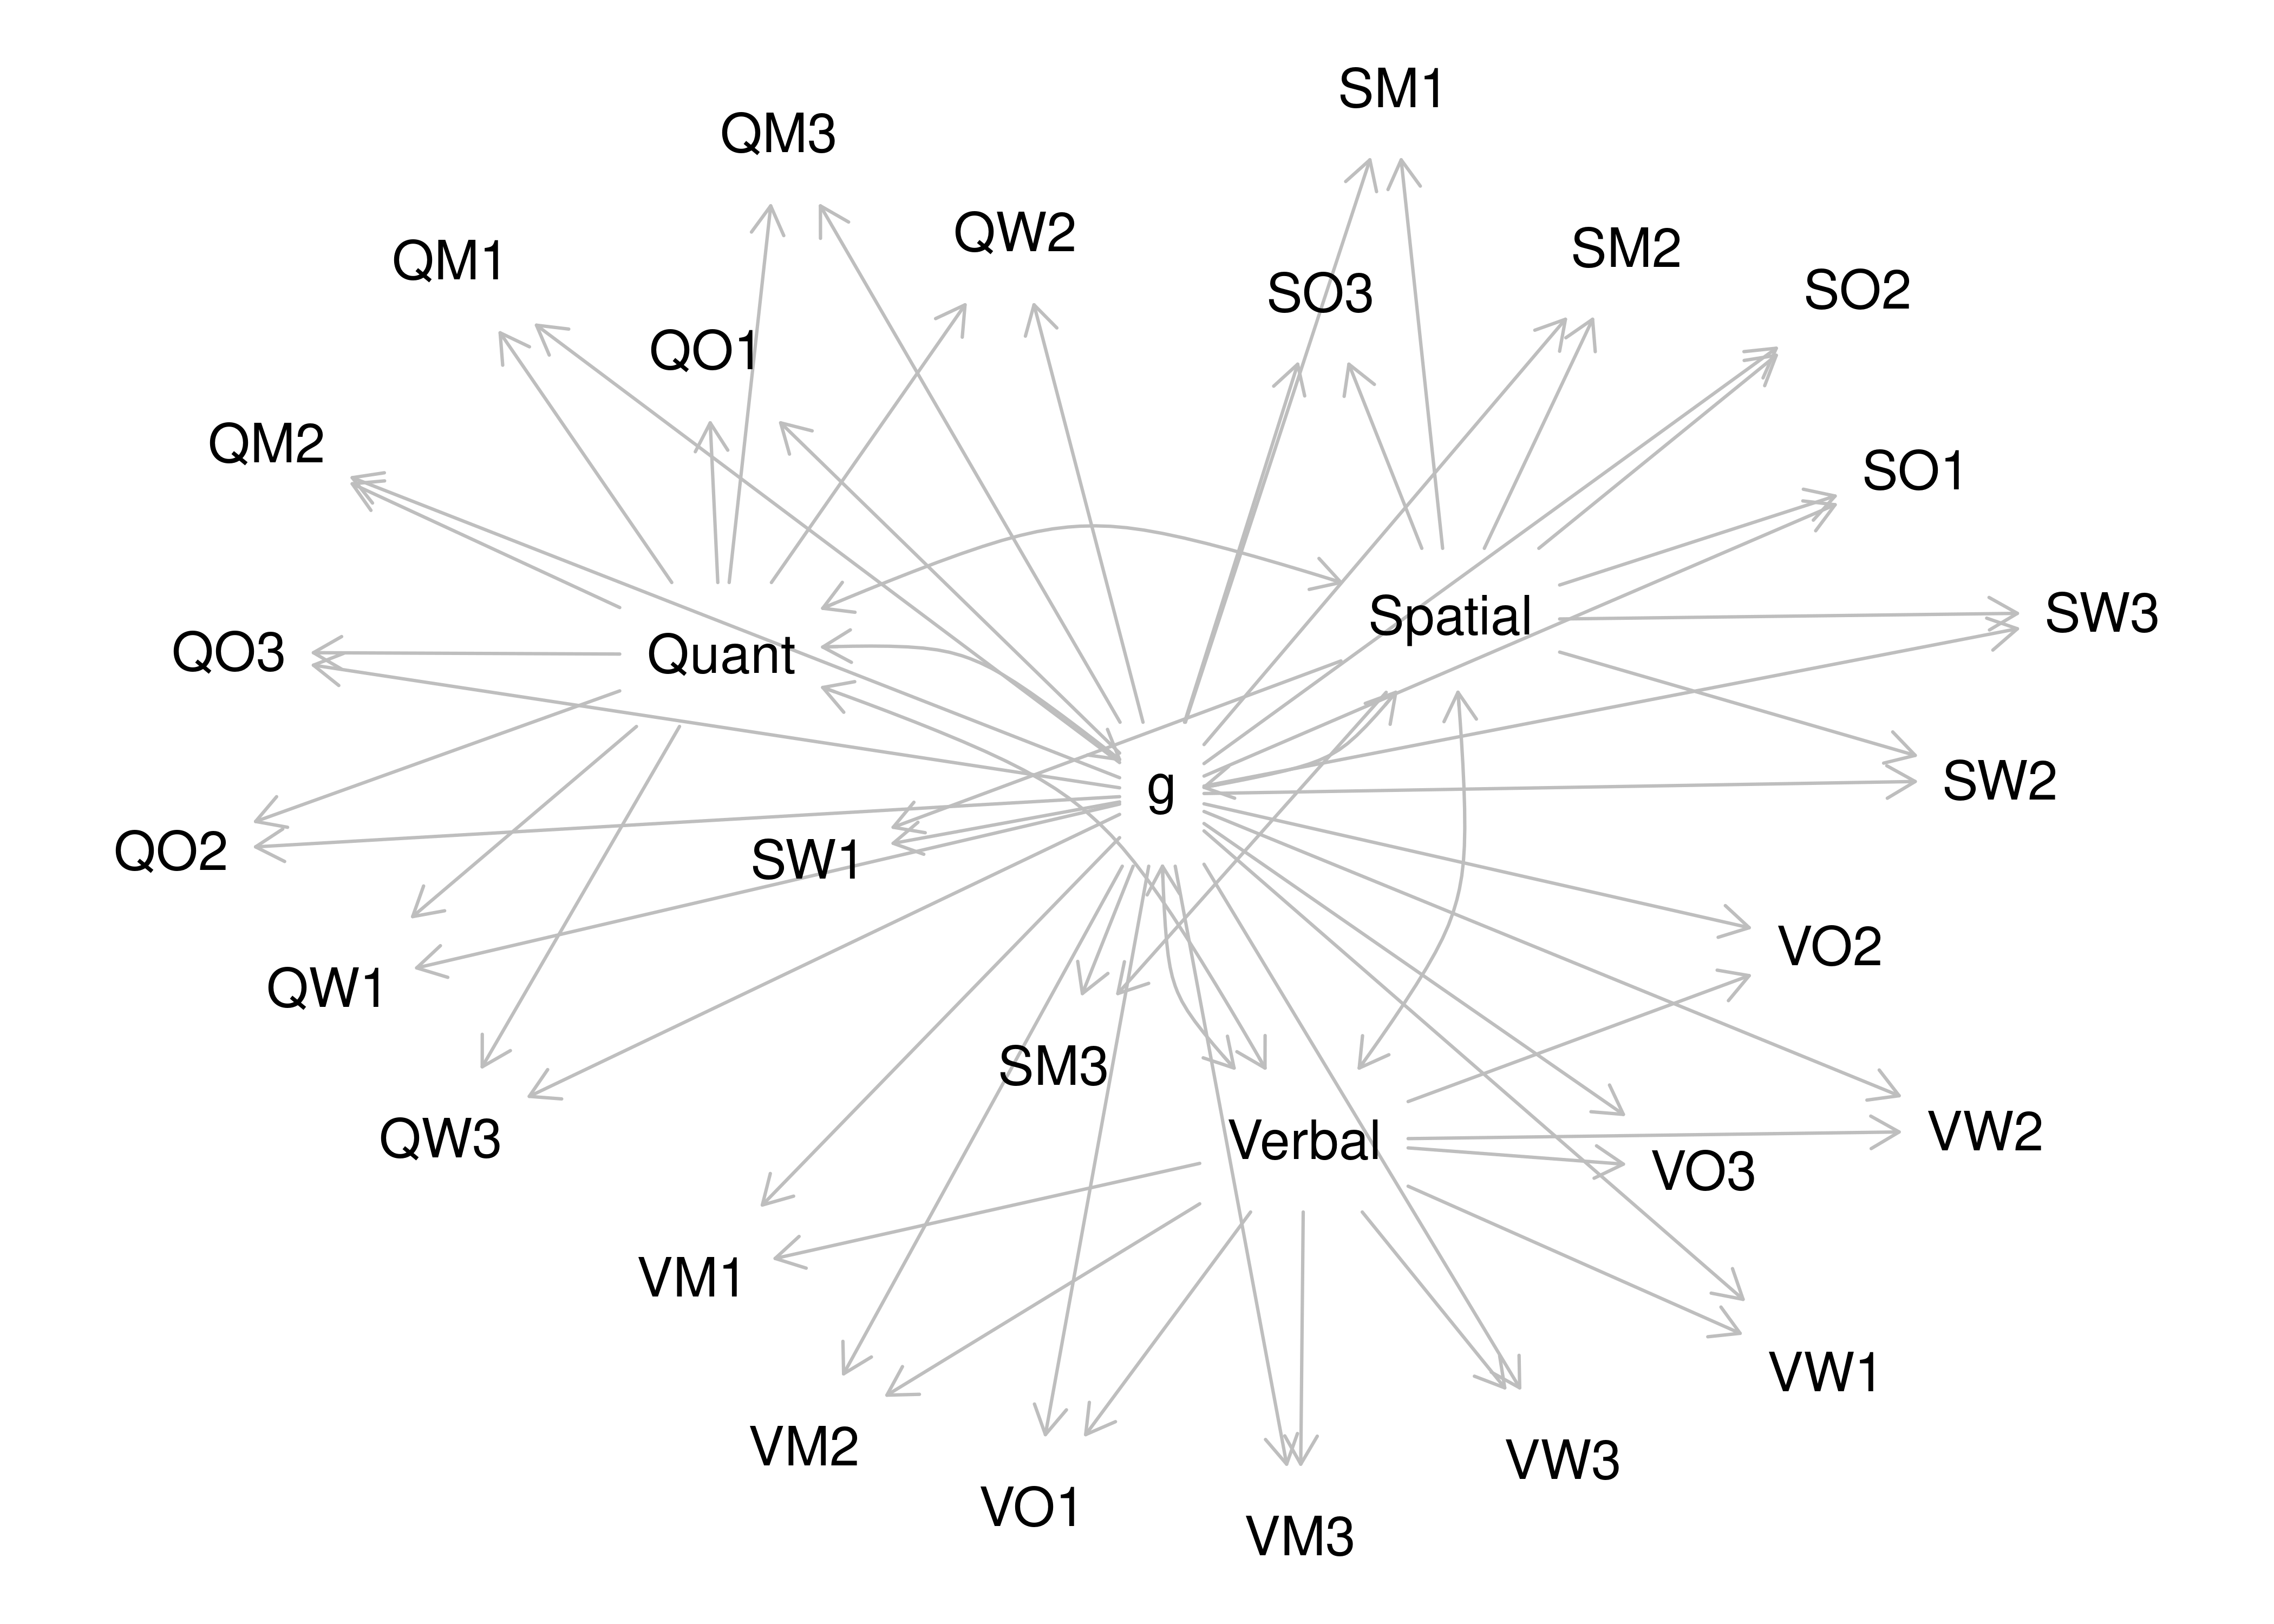 SM1
QM3
QW2
SM2
QM1
SO3
SO2
QO1
QM2
SO1
SW3
Spatial
QO3
Quant
SW2
g
QO2
SW1
VO2
QW1
SM3
VW2
QW3
Verbal
VO3
VM1
VW1
VM2
VW3
VO1
VM3